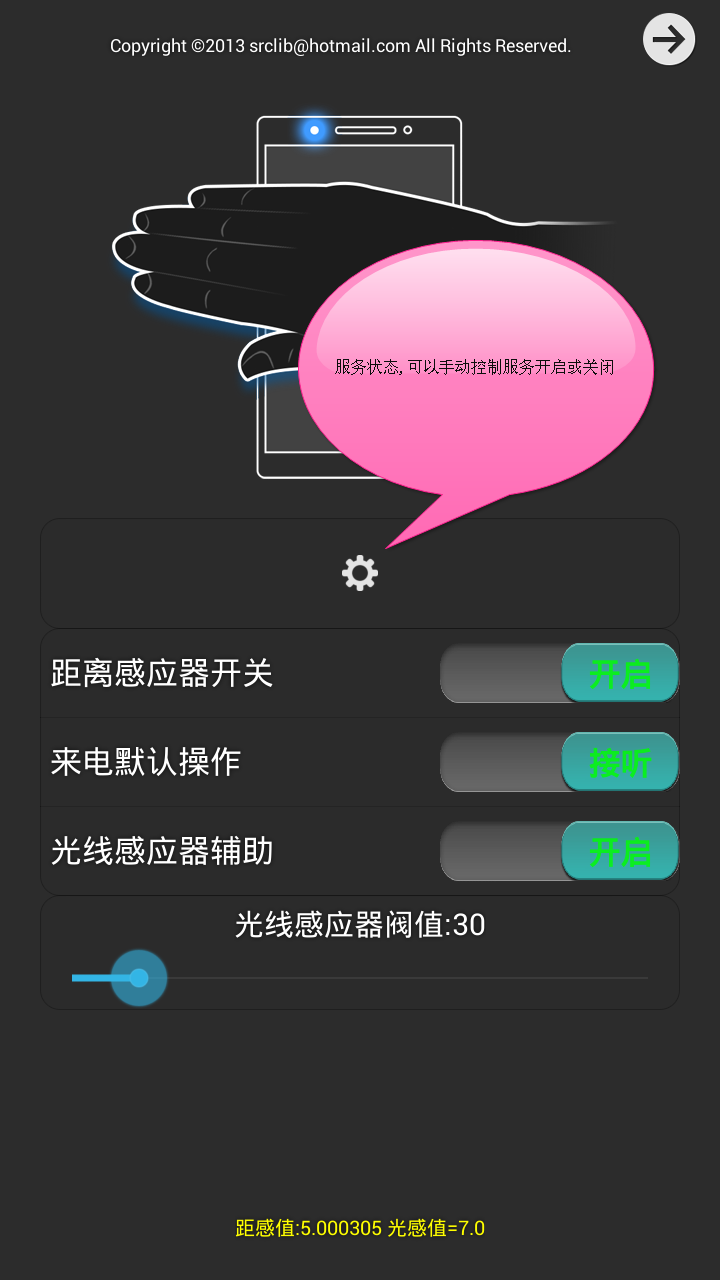 Copyright ©2013 srclib@hotmail.com All Rights Reserved.
服务状态,可以手动控制服务开启或关闭
距离感应器开关 开启
来电默认操作 接听
光线感应器辅助 开启
光线感应器阀值:30
距感值:5.000305 光感值=7.0